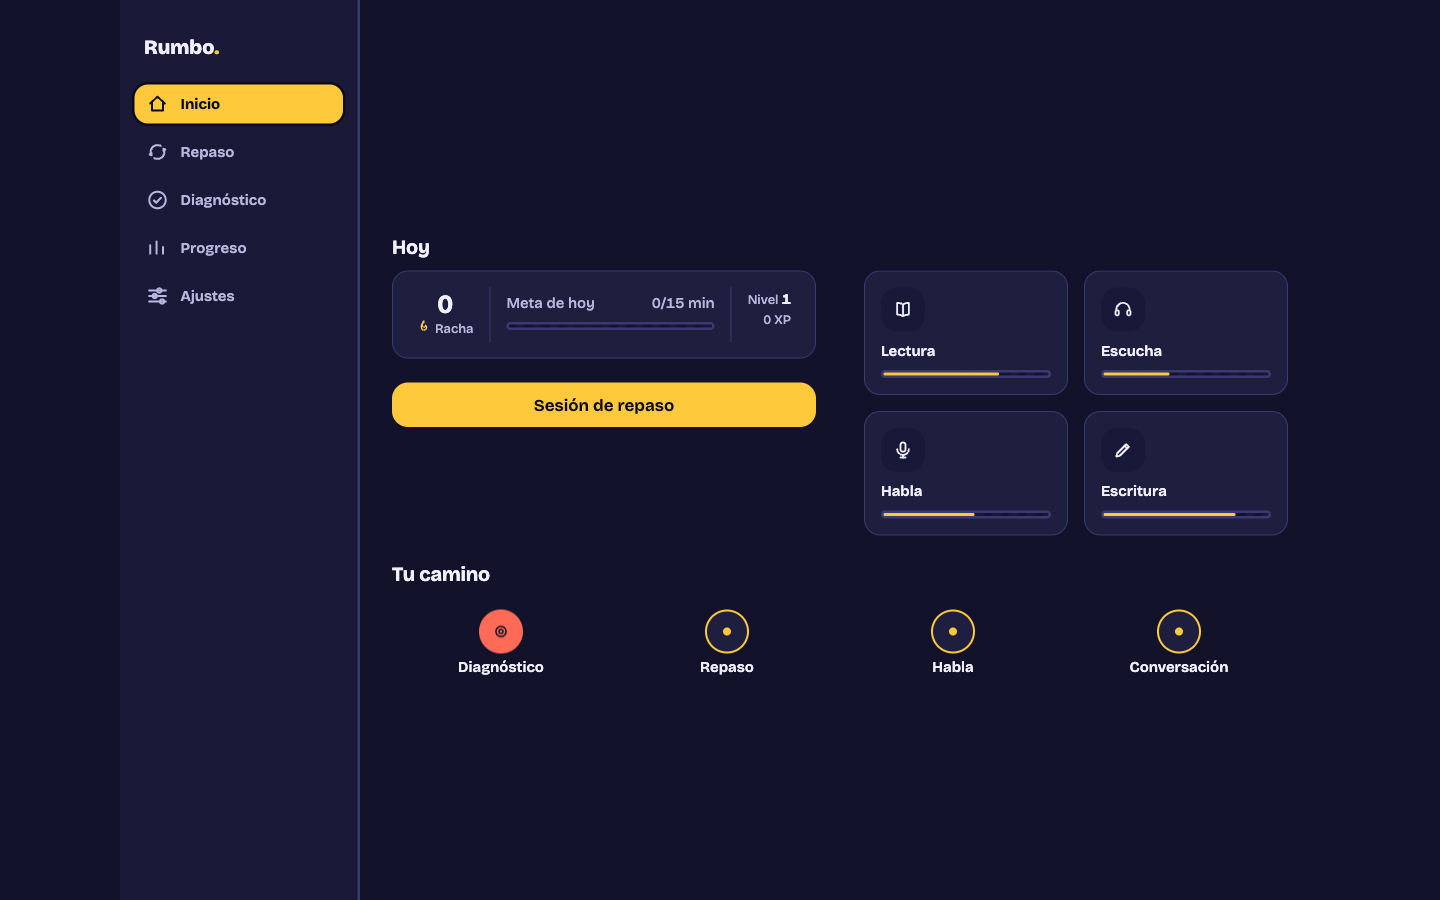 Rumbo.
Inicio
Repaso
Diagnóstico
Progreso
Ajustes
Hoy
0
Racha
Meta de hoy 0/15 min
Nivel 1
0 XP
Sesión de repaso
Lectura
Escucha
Habla
Escritura
Tu camino
Diagnóstico
Repaso
Habla
Conversación